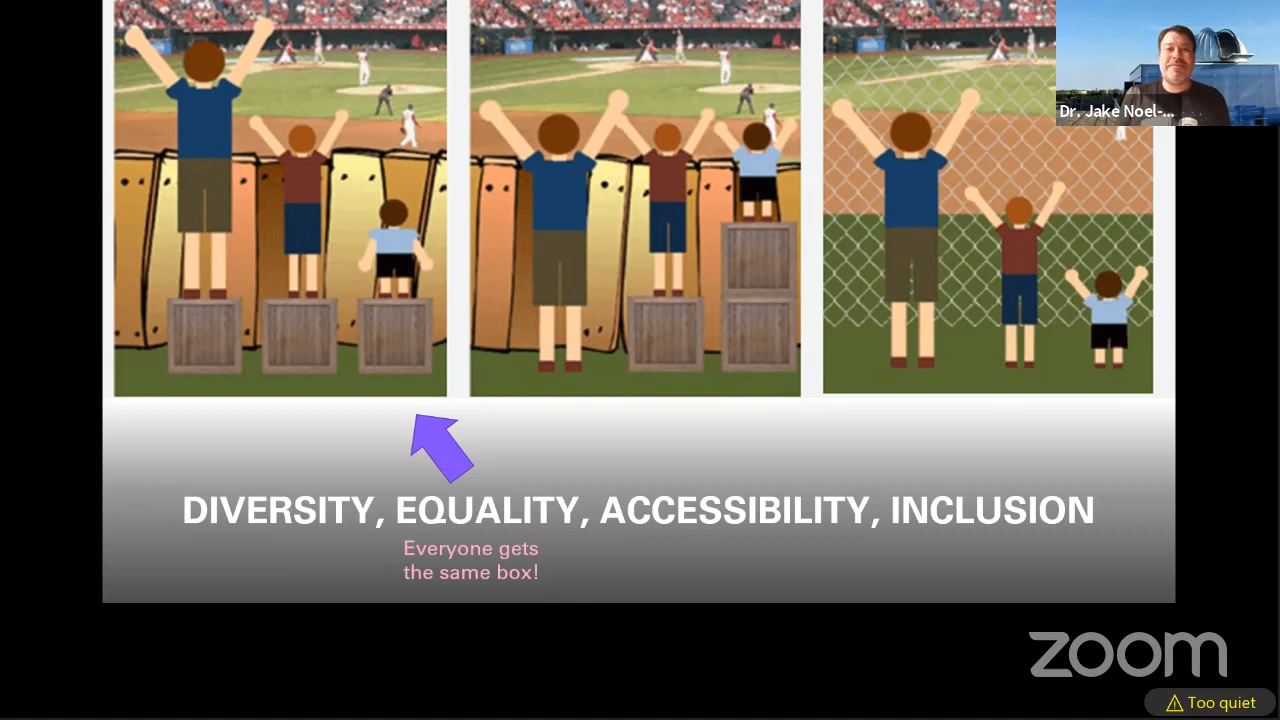 Dr. Jake Noel-...
DIVERSITY, EQUALITY, ACCESSIBILITY, INCLUSION
Everyone gets
the same box!
zoom
Too quiet